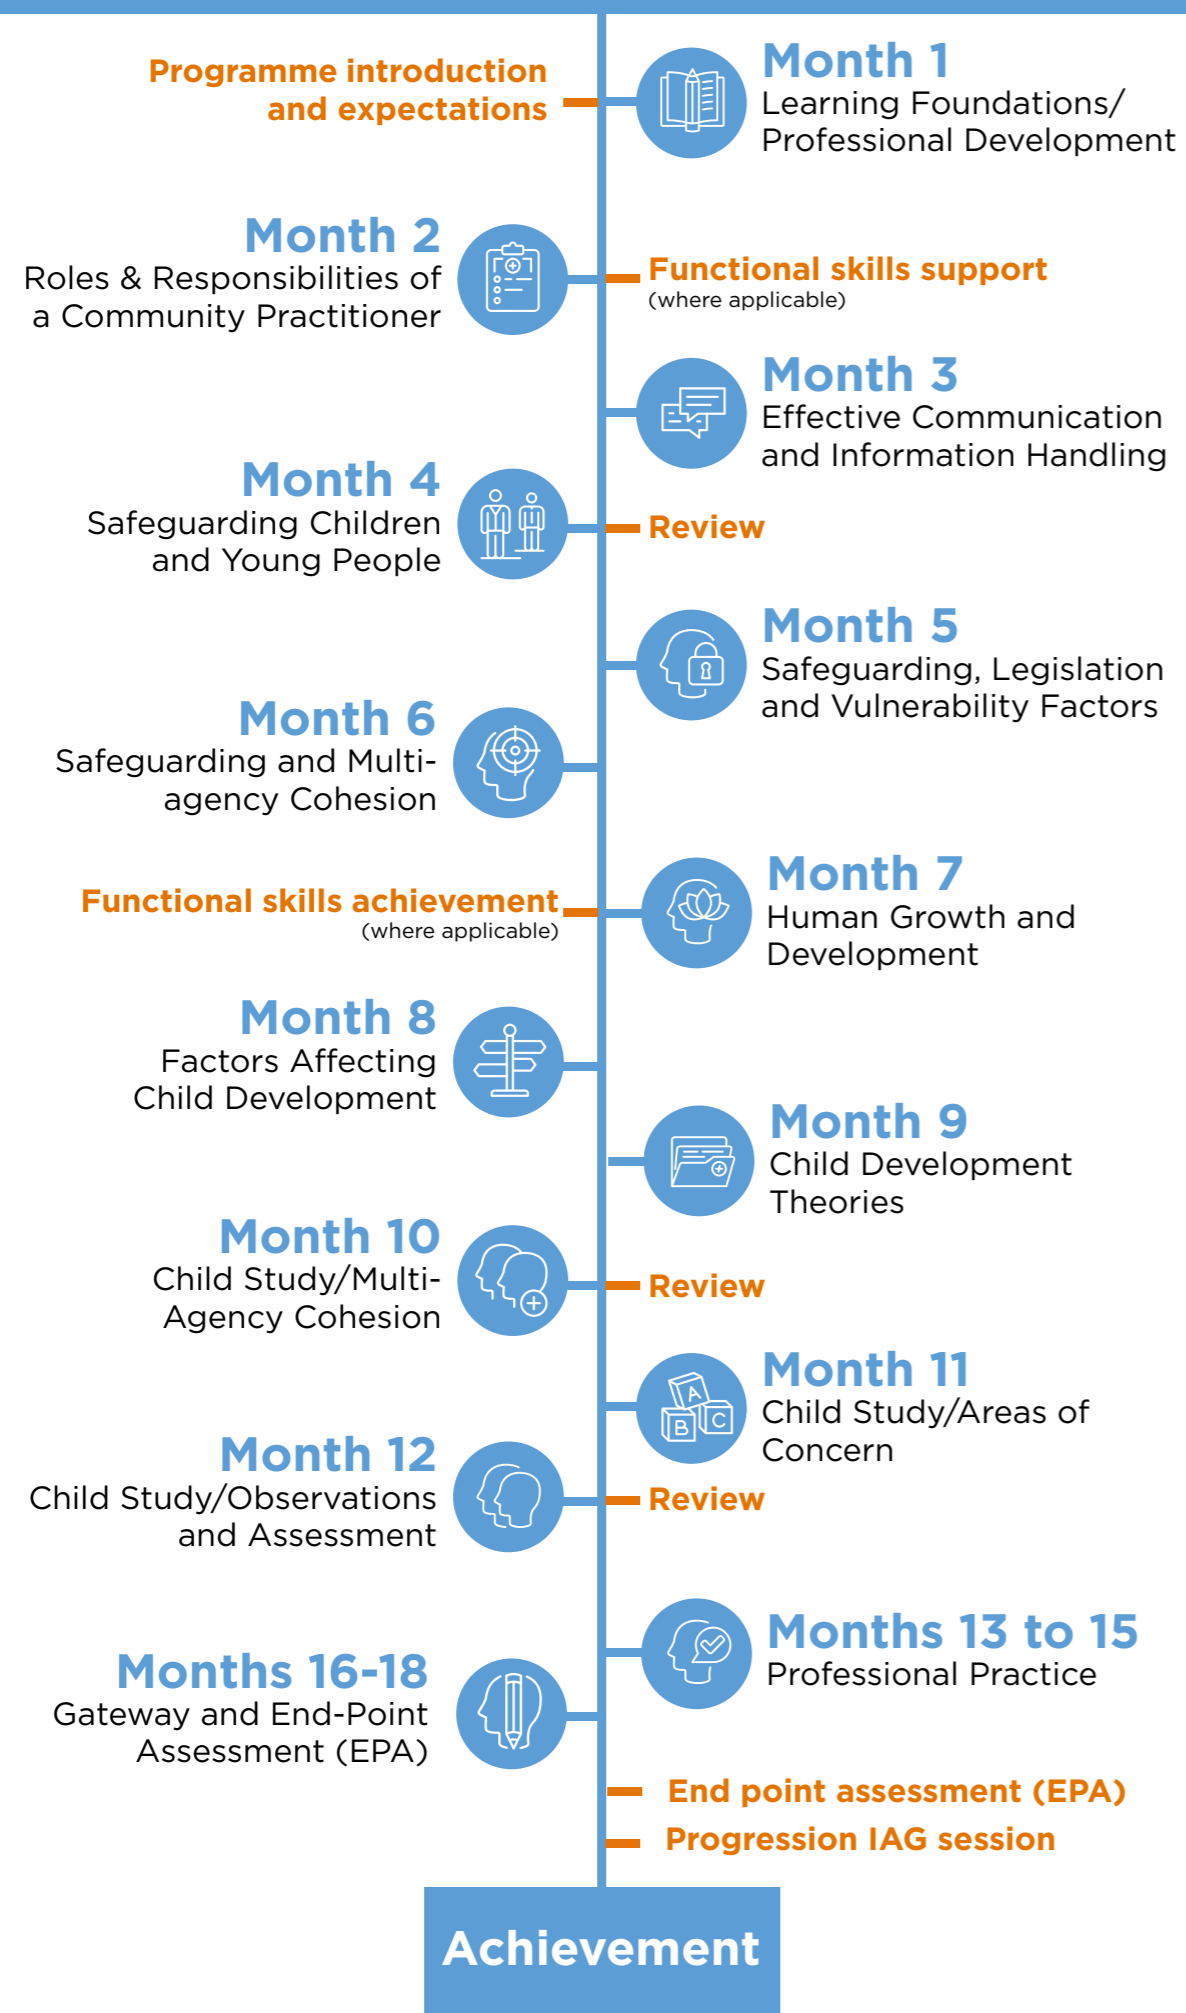 Programme introduction
and expectations
Month 1
Learning Foundations/
Professional Development
Month 2
Roles & Responsibilities of
a Community Practitioner
Functional skills support
(where applicable)
Month 3
Effective Communication
and Information Handling
Month 4
Safeguarding Children
and Young People
Review
Month 5
Safeguarding, Legislation
and Vulnerability Factors
Month 6
Safeguarding and Multi-
agency Cohesion
Functional skills achievement
(where applicable)
Month 7
Human Growth and
Development
Month 8
Factors Affecting
Child Development
Month 9
Child Development
Theories
Month 10
Child Study/Multi-
Agency Cohesion
Review
Month 11
Child Study/Areas of
Concern
A
B C
Month 12
Child Study/Observations
and Assessment
Review
Months 13 to 15
Professional Practice
Months 16-18
Gateway and End-Point
Assessment (EPA)
End point assessment (EPA)
Progression IAG session
Achievement